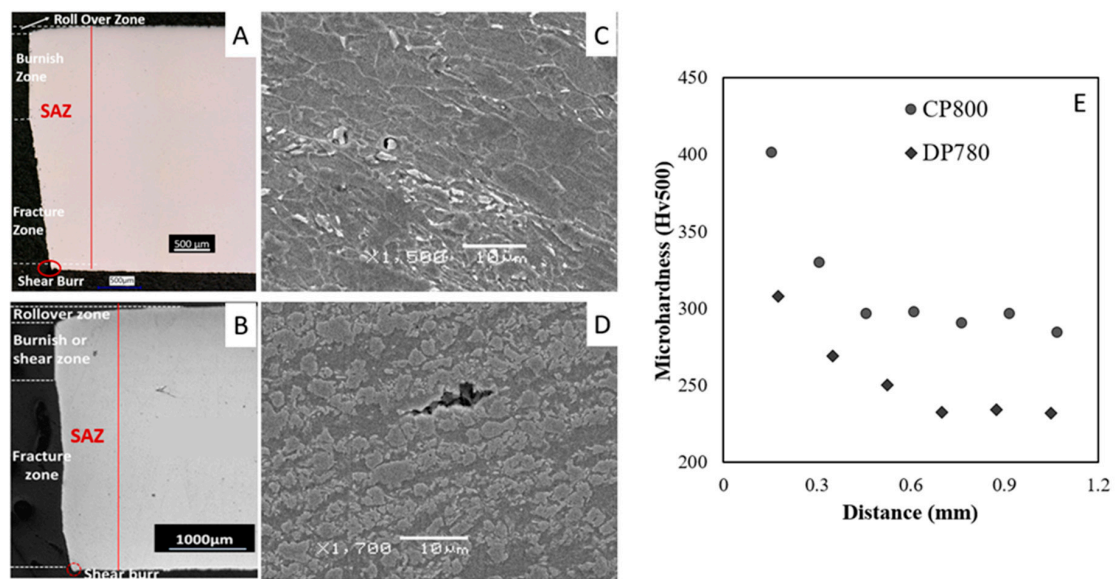 Roll Over Zone
A
Burnish
Zone
SAZ
Fracture
Zone
500 µm
Shear Burr
500µm
C
X1,500
10µm
B
Rollover zone
Burnish or
shear zone
SAZ
Fracture
zone
1000µm
Shear burr
D
X1,700
10µm
E
CP800
DP780
450
400
350
300
250
200
Microhardness (Hv500)
0
0.3
0.6
0.9
1.2
Distance (mm)